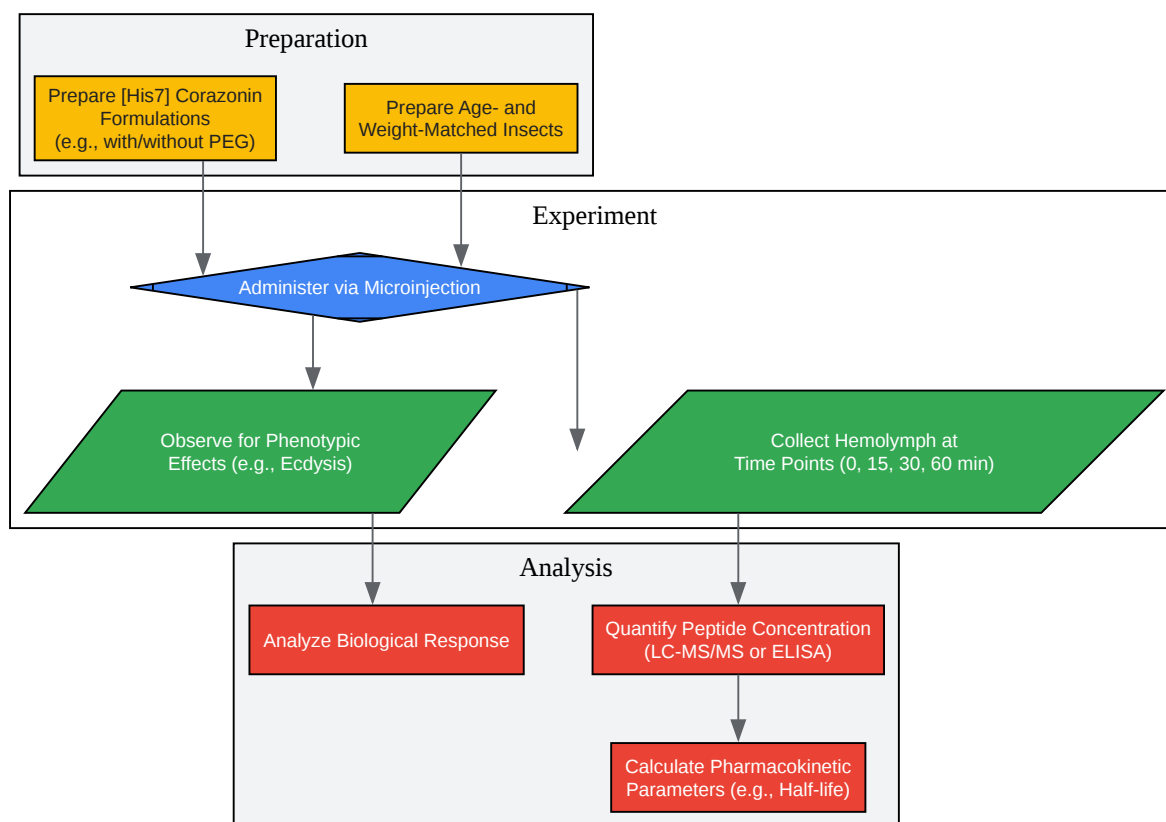 Preparation
Prepare [His7] Corazonin
Formulations
(e.g., with/without PEG)
Prepare Age- and
Weight-Matched Insects
Experiment
Administer via Microinjection
Observe for Phenotypic
Effects (e.g., Ecdysis)
Collect Hemolymph at
Time Points (0, 15, 30, 60 min)
Analysis
Analyze Biological Response
Quantify Peptide Concentration
(LC-MS/MS or ELISA)
Calculate Pharmacokinetic
Parameters (e.g., Half-life)